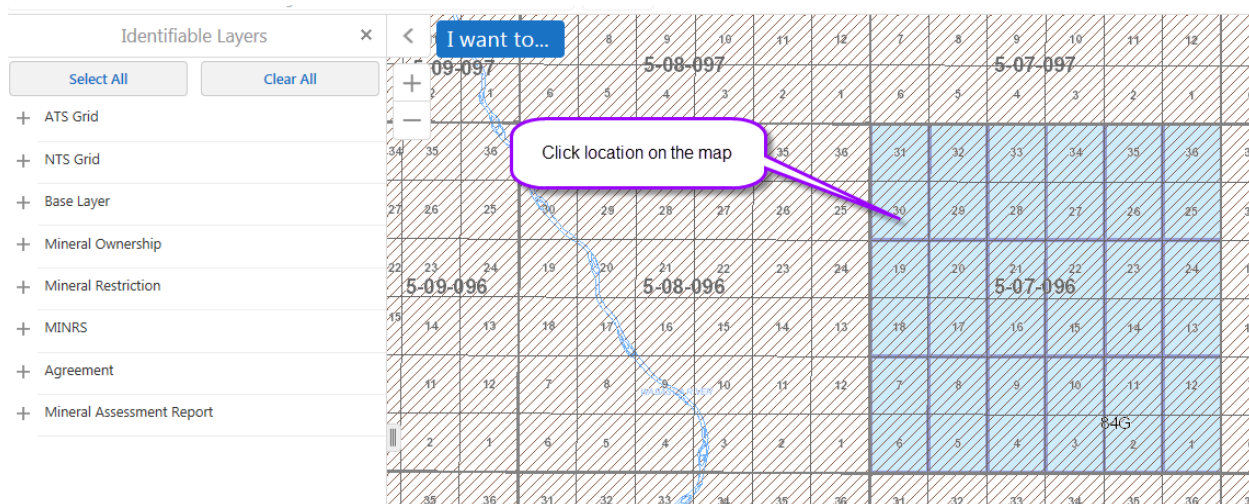 Identifiable Layers
Select All Clear All
ATS Grid
NTS Grid
Base Layer
Mineral Ownership
Mineral Restriction
MINRS
Agreement
Mineral Assessment Report
I want to...
Click location on the map
8 9 10 11 12 7 8 9 10 11 12
5-09-097 5-08-097 5-07-097
2 1 6 5 4 3 2 1 6 5 4 3 2 1
34 35 36 35 36 31 32 33 34 35 36
27 26 25 30 29 28 27 26 25 30 29 28 27 26 25
22 23 24 19 20 21 22 23 24 19 20 21 22 23 24
5-09-096 5-08-096 5-07-096
15 14 13 18 17 16 15 14 13 18 17 16 15 14 13
11 12 7 8 9 10 11 12 7 8 9 10 11 12
84G
2 1 6 5 4 3 2 1 6 5 4 3 2 1
35 36 31 32 33 34 35 36 31 32 33 34 35 36